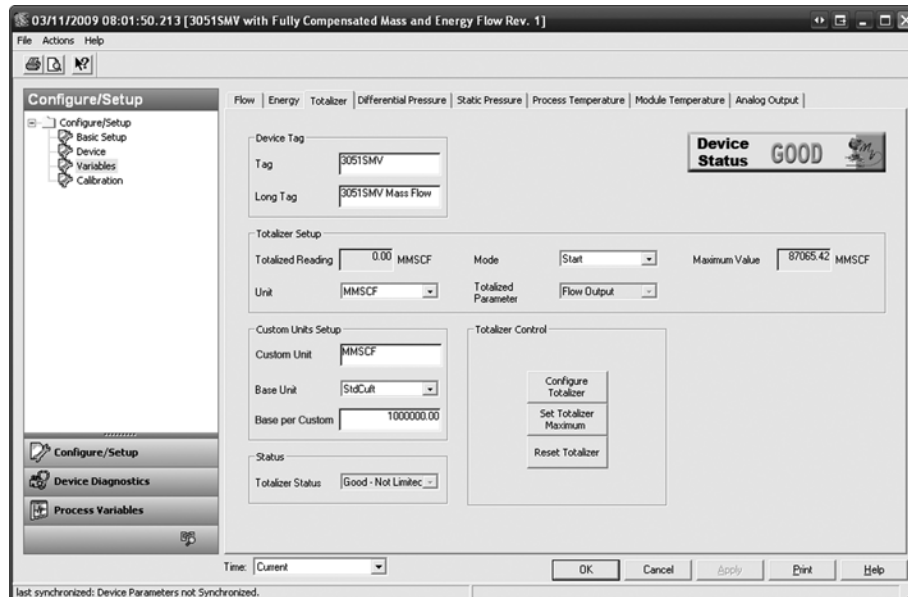 03/11/2009 08:01:50.213 [3051SMV with Fully Compensated Mass and Energy Flow Rev. 1]
File Actions Help
Configure/Setup
Configure/Setup
Basic Setup
Device
Variables
Calibration
Configure/Setup
Device Diagnostics
Process Variables
Flow Energy Totalizer Differential Pressure Static Pressure Process Temperature Module Temperature Analog Output
Device Tag
Tag 3051SMV
Long Tag 3051SMV Mass Flow
Device Status GOOD
Totalizer Setup
Totalized Reading 0.00 MMSCF Mode Start Maximum Value 87065.42 MMSCF
Unit MMSCF Totalized Parameter Flow Output
Custom Units Setup
Custom Unit MMSCF
Base Unit StdCuft
Base per Custom 1000000.00
Totalizer Control
Configure Totalizer
Set Totalizer Maximum
Reset Totalizer
Status
Totalizer Status Good - Not Limitec
Time: Current
OK Cancel Apply Print Help
last synchronized: Device Parameters not Synchronized.